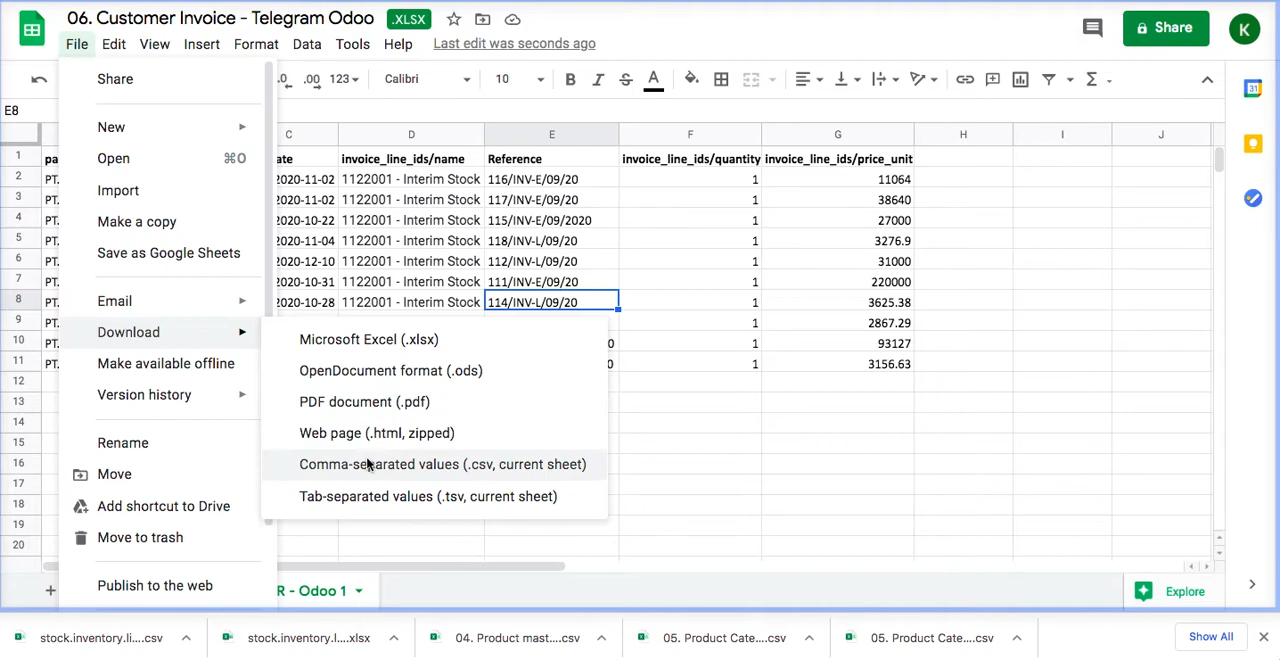 06. Customer Invoice - Telegram Odoo .XLSX
File Edit View Insert Format Data Tools Help Last edit was seconds ago
Share
K
.0 .00 123 Calibri 10 B I S A Σ
31
E8
C D E F G H I J
1 pa ate invoice_line_ids/name Reference invoice_line_ids/quantity invoice_line_ids/price_unit
2 PT. 2020-11-02 1122001 - Interim Stock 116/INV-E/09/20 1 11064
3 PT. 2020-11-02 1122001 - Interim Stock 117/INV-E/09/20 1 38640
4 PT. 2020-10-22 1122001 - Interim Stock 115/INV-E/09/2020 1 27000
5 PT. 2020-11-04 1122001 - Interim Stock 118/INV-L/09/20 1 3276.9
6 PT. 2020-12-10 1122001 - Interim Stock 112/INV-L/09/20 1 31000
7 PT. 2020-10-31 1122001 - Interim Stock 111/INV-E/09/20 1 220000
8 PT. 2020-10-28 1122001 - Interim Stock 114/INV-L/09/20 1 3625.38
9 PT. 1 2867.29
10 PT. 0 1 93127
11 PT. 0 1 3156.63
12
13
14
15
16
17
18
19
20
Share
New
Open ⌘O
Import
Make a copy
Save as Google Sheets
Email
Download
Make available offline
Version history
Rename
Move
Add shortcut to Drive
Move to trash
Publish to the web
Microsoft Excel (.xlsx)
OpenDocument format (.ods)
PDF document (.pdf)
Web page (.html, zipped)
Comma-separated values (.csv, current sheet)
Tab-separated values (.tsv, current sheet)
+ R - Odoo 1 Explore
stock.inventory.li....csv stock.inventory.l....xlsx 04. Product mast....csv 05. Product Cate....csv 05. Product Cate....csv Show All